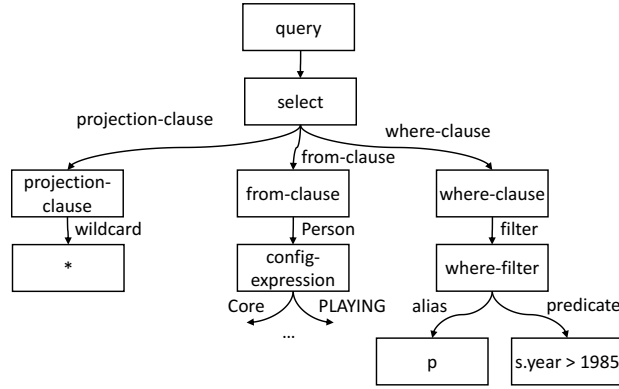 query
select
projection-clause
from-clause
where-clause
projection-
clause
from-clause
where-clause
wildcard
Person
filter
*
config-
expression
where-filter
Core
PLAYING
...
alias
predicate
p
s.year > 1985